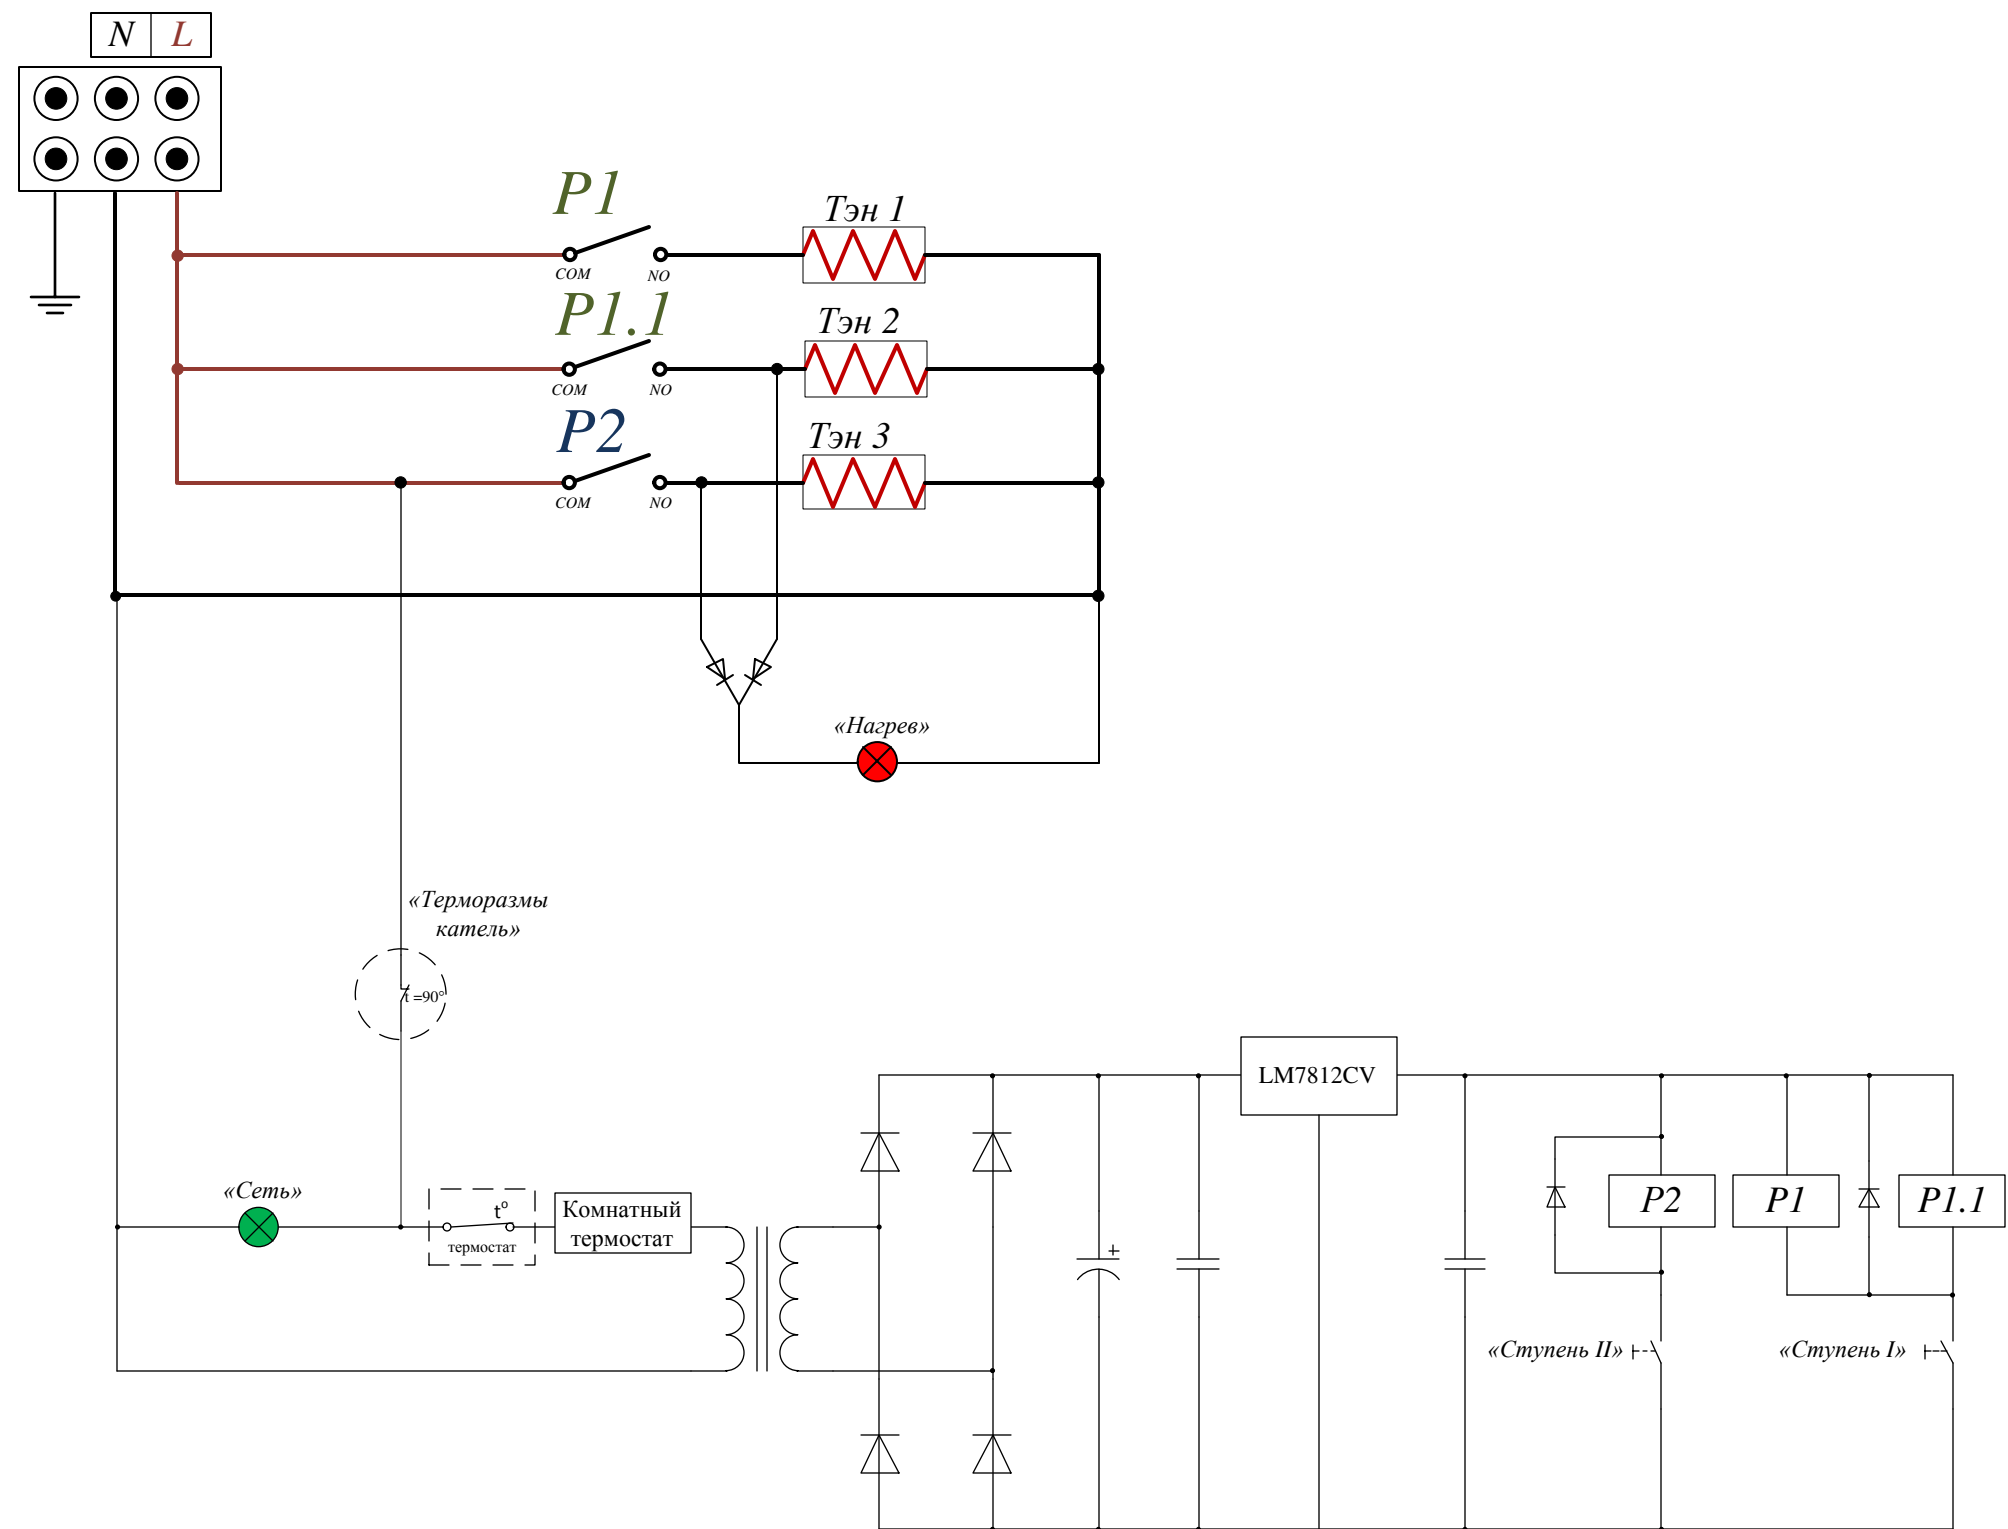 N L
P1
Тэн 1
COM NO
P1.1
Тэн 2
COM NO
P2
Тэн 3
COM NO
«Нагрев»
«Терморазмы
катель»
t =90°
LM7812CV
«Сеть»
t°
термостат
Комнатный
термостат
P2
P1
P1.1
+
«Ступень II»
«Ступень I»